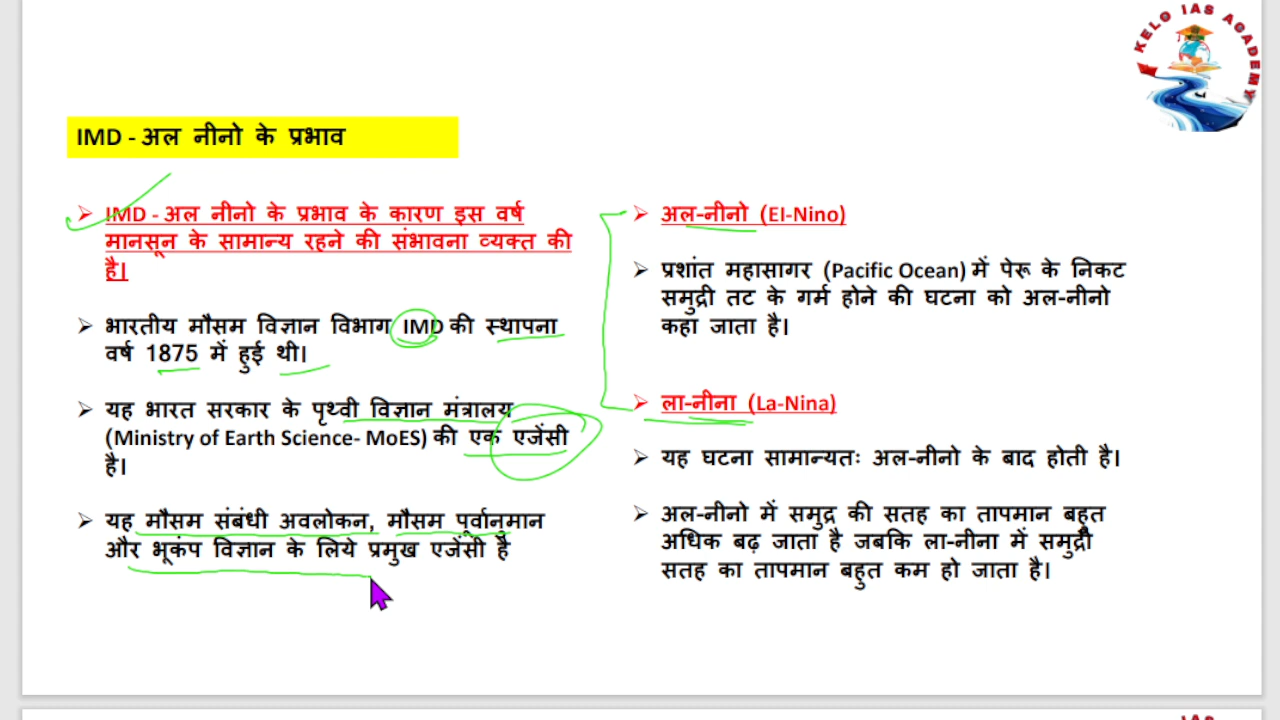 KELO IAS ACADEMY
IMD - अल नीनो के प्रभाव
IMD - अल नीनो के प्रभाव के कारण इस वर्ष
मानसून के सामान्य रहने की संभावना व्यक्त की
है।
भारतीय मौसम विज्ञान विभाग IMD की स्थापना
वर्ष 1875 में हुई थी।
यह भारत सरकार के पृथ्वी विज्ञान मंत्रालय
(Ministry of Earth Science- MoES) की एक एजेंसी
है।
यह मौसम संबंधी अवलोकन, मौसम पूर्वानुमान
और भूकंप विज्ञान के लिये प्रमुख एजेंसी है
अल-नीनो (El-Nino)
प्रशांत महासागर (Pacific Ocean) में पेरू के निकट
समुद्री तट के गर्म होने की घटना को अल-नीनो
कहा जाता है।
ला-नीना (La-Nina)
यह घटना सामान्यतः अल-नीनो के बाद होती है।
अल-नीनो में समुद्र की सतह का तापमान बहुत
अधिक बढ़ जाता है जबकि ला-नीना में समुद्री
सतह का तापमान बहुत कम हो जाता है।